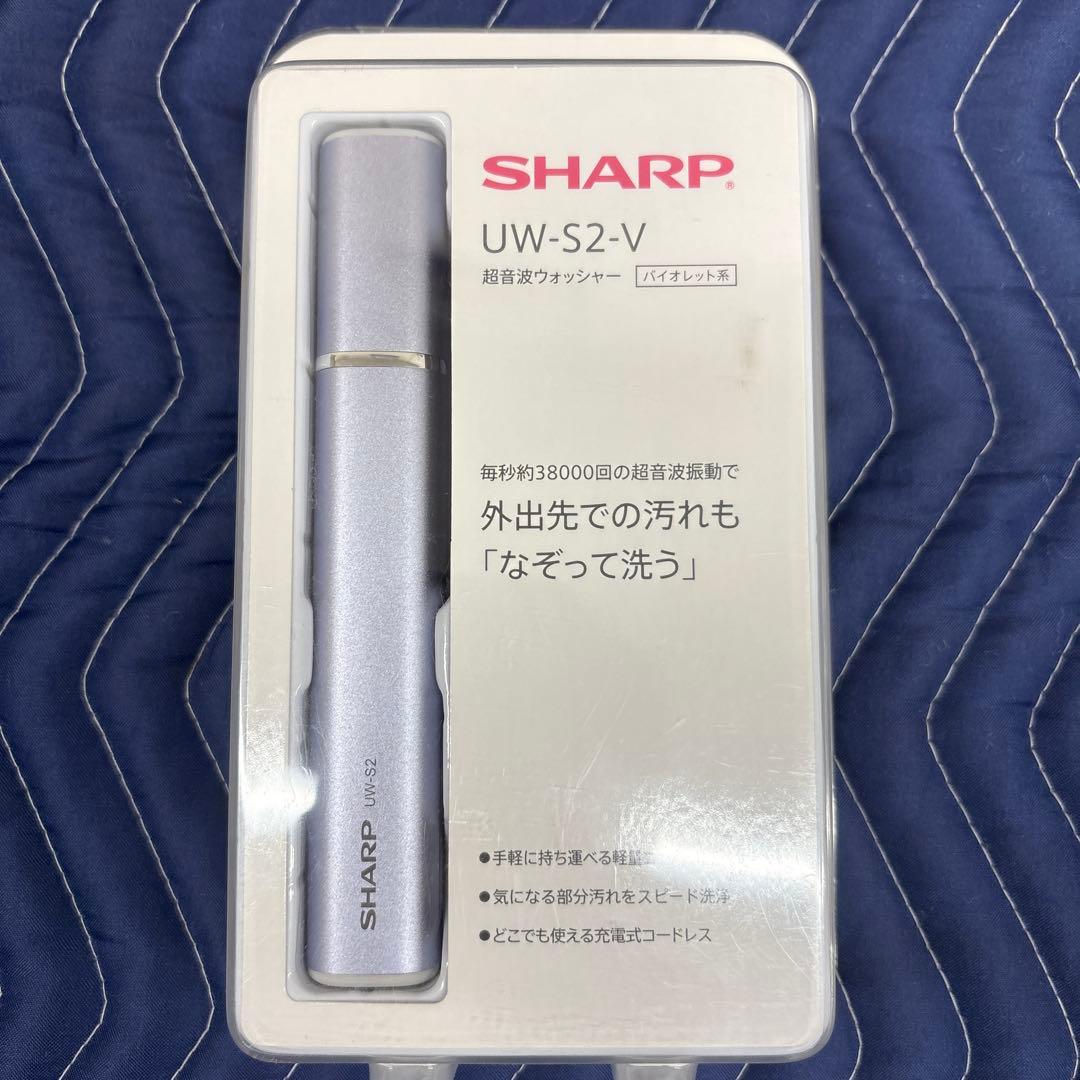 SHARP®
UW-S2-V
超音波ウォッシャー バイオレット系
毎秒約38000回の超音波振動で
外出先での汚れも
「なぞって洗う」
●手軽に持ち運べる軽量
●気になる部分汚れをスピード洗浄
●どこでも使える充電式コードレス
SHARP UW-S2